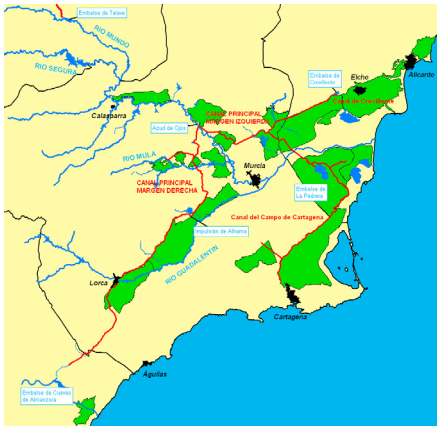 Embalse de Talave
RIO MUNDO
RIO SEGURA
Embalse de
Crevillente
Elche
Alicante
Canal de Crevillente
Calasparra
CANAL PRINCIPAL
MARGEN IZQUIERDA
Azud de Ojós
RIO MULA
Murcia
CANAL PRINCIPAL
MARGEN DERECHA
Embalse de
La Pedrera
Canal del Campo de Cartagena
Impulsión de Alhama
RIO GUADALENTIN
Lorca
Cartagena
Águilas
Embalse de Cuevas
de Almanzora